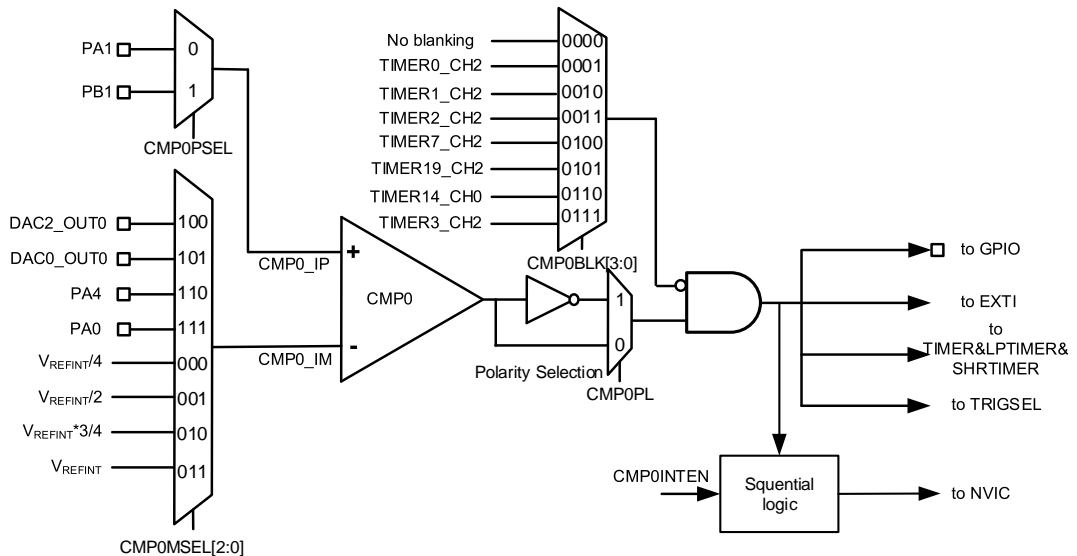 PA1
0
PB1
1
CMP0PSEL
No blanking
0000
TIMER0_CH2
0001
TIMER1_CH2
0010
TIMER2_CH2
0011
TIMER7_CH2
0100
TIMER19_CH2
0101
TIMER14_CH0
0110
TIMER3_CH2
0111
CMP0BLK[3:0]
DAC2_OUT0
100
DAC0_OUT0
101
PA4
110
PA0
111
VREFINT/4
000
VREFINT/2
001
VREFINT*3/4
010
VREFINT
011
CMP0MSEL[2:0]
CMP0_IP
+
CMP0
CMP0_IM
-
1
0
Polarity Selection
CMP0PL
to GPIO
to EXTI
to
TIMER&LPTIMER&
SHRTIMER
to TRIGSEL
CMP0INTEN
Squential
logic
to NVIC